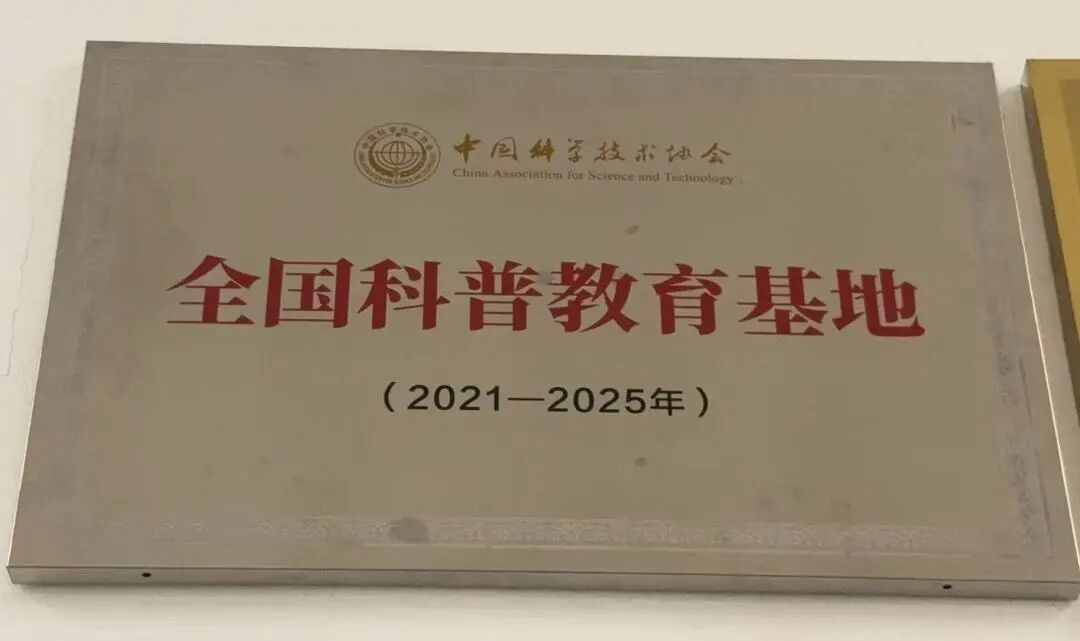 中国科学技术协会
China Association for Science and Technology
全国科普教育基地
（2021—2025年）